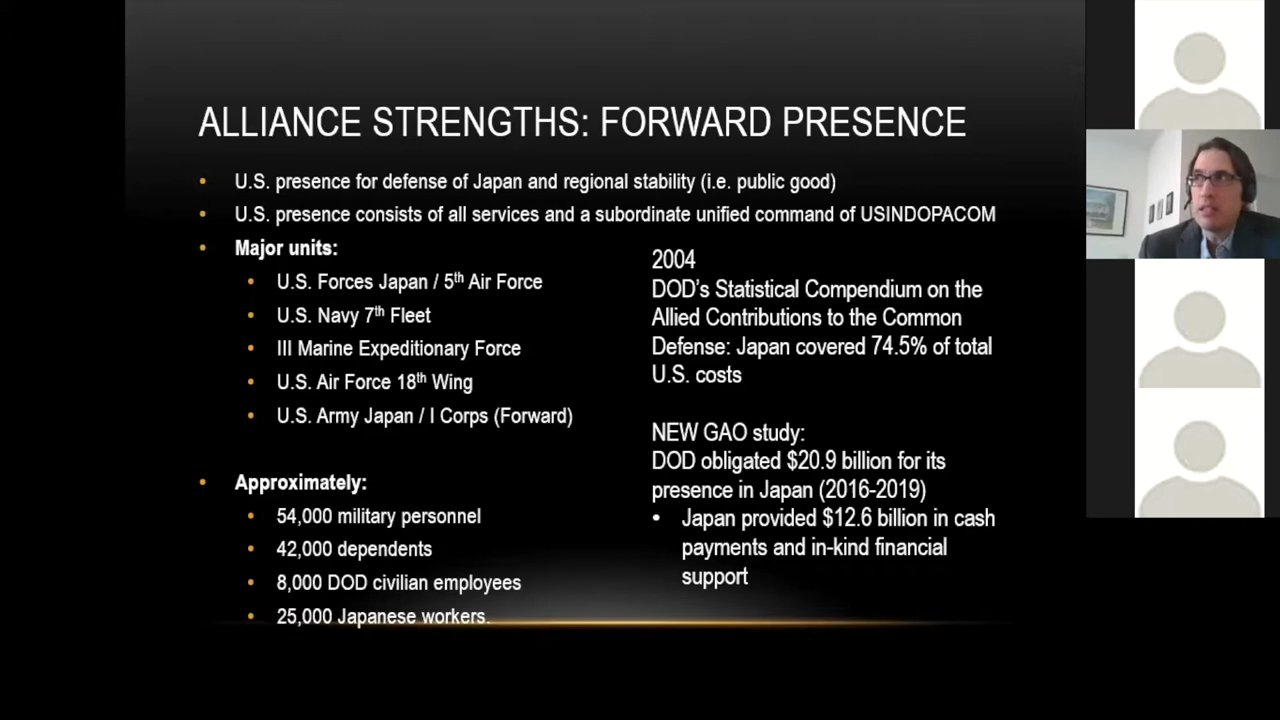 ALLIANCE STRENGTHS: FORWARD PRESENCE
• U.S. presence for defense of Japan and regional stability (i.e. public good)
• U.S. presence consists of all services and a subordinate unified command of USINDOPACOM
• Major units:
• U.S. Forces Japan / 5th Air Force
• U.S. Navy 7th Fleet
• III Marine Expeditionary Force
• U.S. Air Force 18th Wing
• U.S. Army Japan / I Corps (Forward)
• Approximately:
• 54,000 military personnel
• 42,000 dependents
• 8,000 DOD civilian employees
• 25,000 Japanese workers.
2004
DOD's Statistical Compendium on the
Allied Contributions to the Common
Defense: Japan covered 74.5% of total
U.S. costs
NEW GAO study:
DOD obligated $20.9 billion for its
presence in Japan (2016-2019)
• Japan provided $12.6 billion in cash
payments and in-kind financial
support